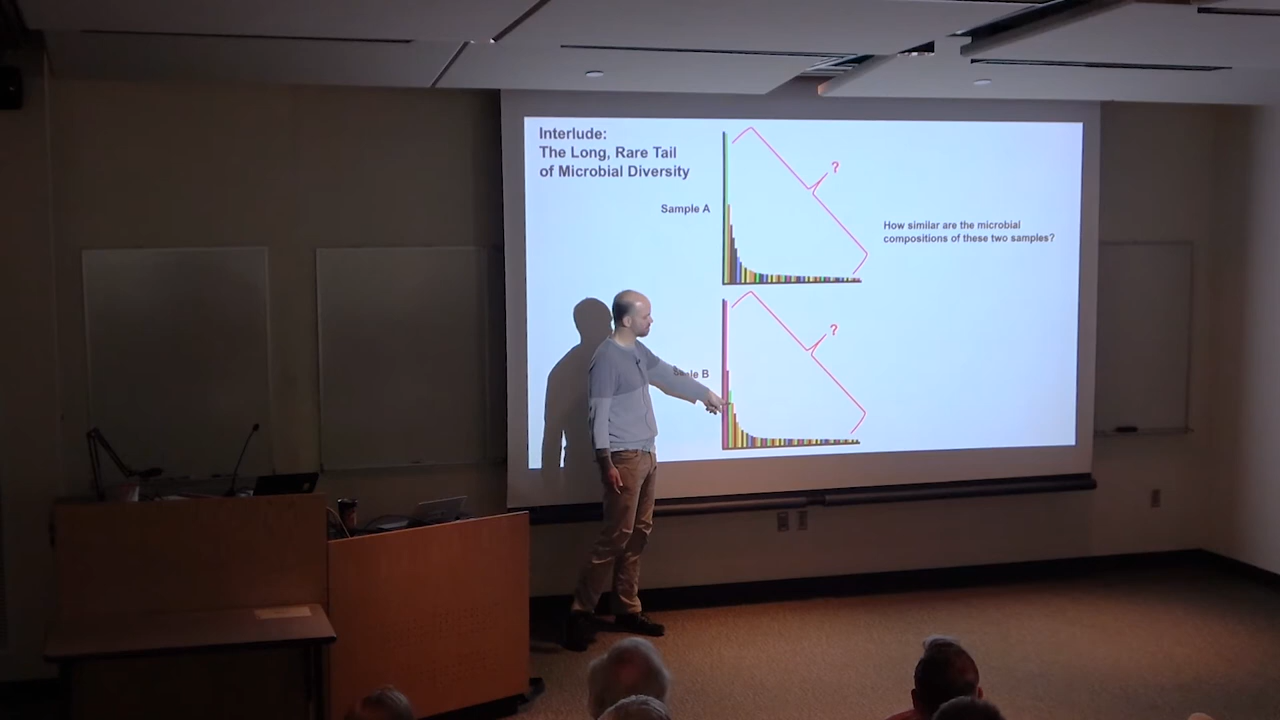 Interlude:
The Long, Rare Tail
of Microbial Diversity
Sample A
?
How similar are the microbial
compositions of these two samples?
?
B